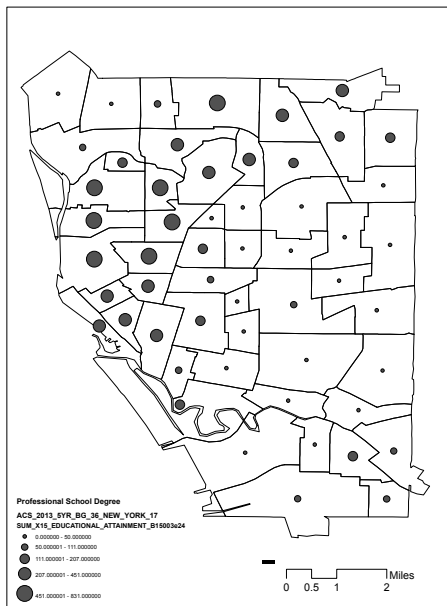 Professional School Degree
ACS_2013_5YR_BG_36_NEW_YORK_17
SUM_X15_EDUCATIONAL_ATTAINMENT_B15003e24
0.000000 - 50.000000
50.000001 - 111.000000
111.000001 - 207.000000
207.000001 - 451.000000
451.000001 - 831.000000
Miles
0 0.5 1 2